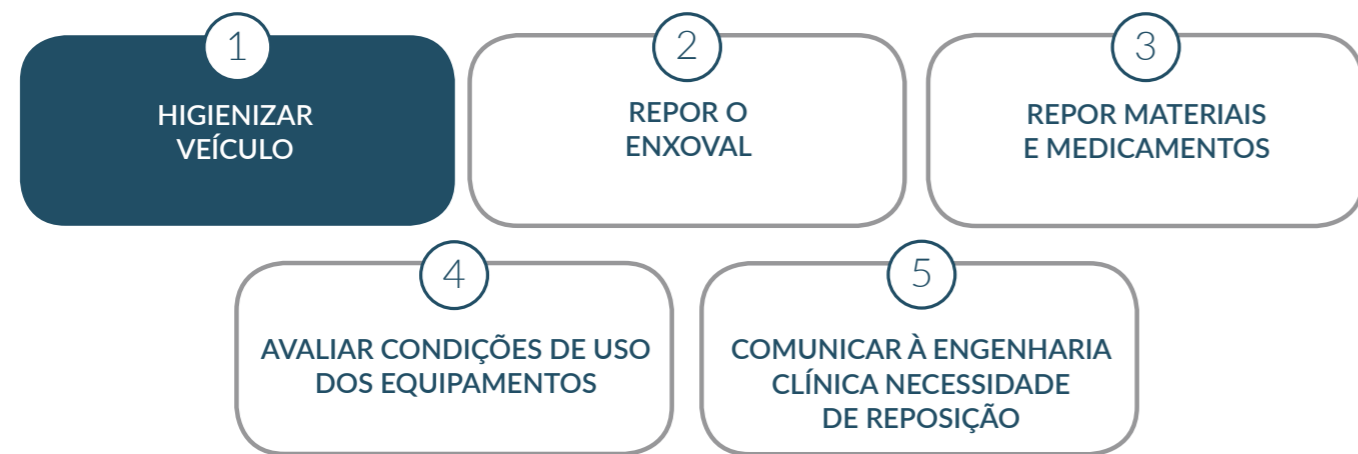 1
HIGIENIZAR
VEÍCULO
2
REPOR O
ENXOVAL
3
REPOR MATERIAIS
E MEDICAMENTOS
4
AVALIAR CONDIÇÕES DE USO
DOS EQUIPAMENTOS
5
COMUNICAR À ENGENHARIA
CLÍNICA NECESSIDADE
DE REPOSIÇÃO